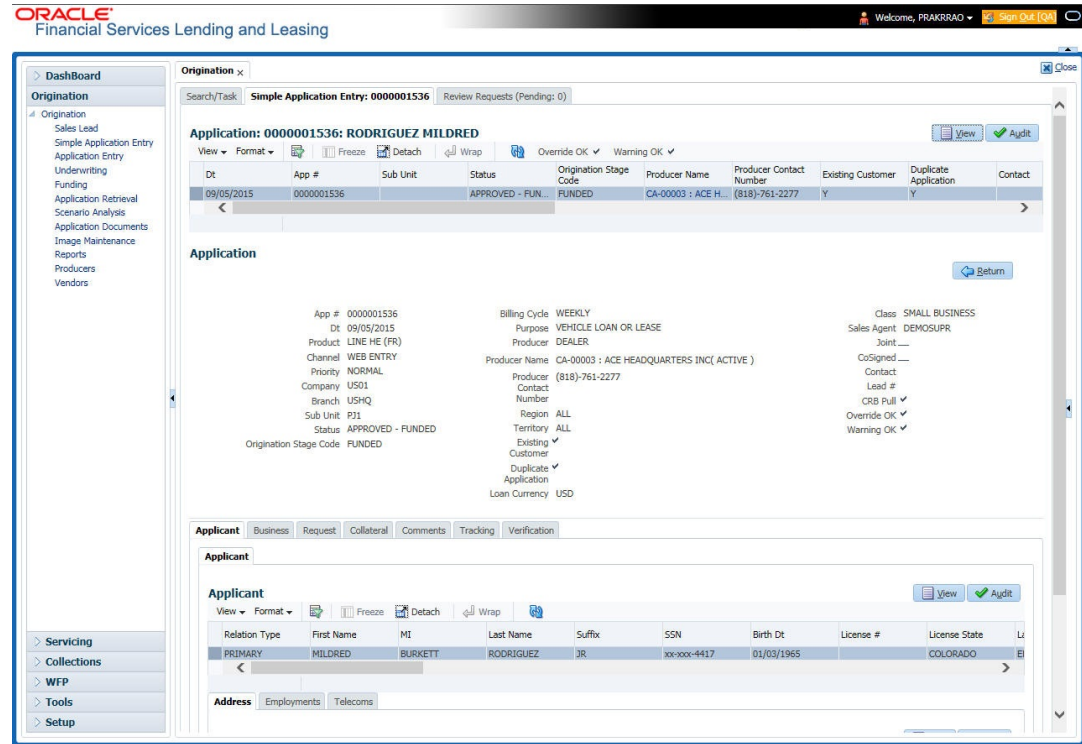 ORACLE
Financial Services Lending and Leasing
Welcome, PRAKRRAO
Sign Out [QA]
Close
DashBoard
Origination
Origination
Sales Lead
Simple Application Entry
Application Entry
Underwriting
Funding
Application Retrieval
Scenario Analysis
Application Documents
Image Maintenance
Reports
Producers
Vendors
Servicing
Collections
WFP
Tools
Setup
Origination x
Search/Task Simple Application Entry: 0000001536 Review Requests (Pending: 0)
Application: 0000001536: RODRIGUEZ MILDRED
View Audit
View Format Freeze Detach Wrap Override OK Warning OK
Dt App # Sub Unit Status Origination Stage Code Producer Name Producer Contact Number Existing Customer Duplicate Application Contact
09/05/2015 0000001536 APPROVED - FUN... FUNDED CA-00003 : ACE H... (818)-761-2277 Y Y
Application
Return
App # 0000001536
Dt 09/05/2015
Product LINE HE (FR)
Channel WEB ENTRY
Priority NORMAL
Company US01
Branch USHQ
Sub Unit PJ1
Status APPROVED - FUNDED
Origination Stage Code FUNDED
Billing Cycle WEEKLY
Purpose VEHICLE LOAN OR LEASE
Producer DEALER
Producer Name CA-00003 : ACE HEADQUARTERS INC( ACTIVE )
Producer Contact Number (818)-761-2277
Region ALL
Territory ALL
Existing Customer
Duplicate Application
Loan Currency USD
Class SMALL BUSINESS
Sales Agent DEMOSUPR
Joint
CoSigned
Contact
Lead #
CRB Pull
Override OK
Warning OK
Applicant Business Request Collateral Comments Tracking Verification
Applicant
Applicant
View Audit
View Format Freeze Detach Wrap
Relation Type First Name MI Last Name Suffix SSN Birth Dt License # License State
PRIMARY MILDRED BURKETT RODRIGUEZ JR xx-xxx-4417 01/03/1965 COLORADO
Address Employments Telecoms